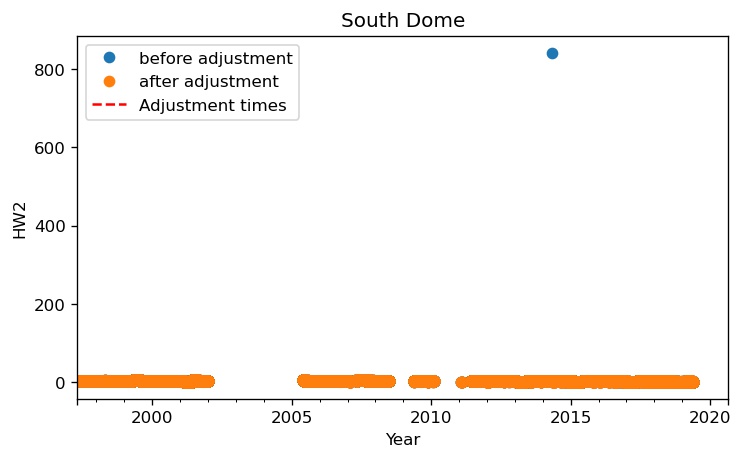 South Dome
before adjustment
after adjustment
Adjustment times
800
600
400
200
0
HW2
2000
2005
2010
2015
2020
Year